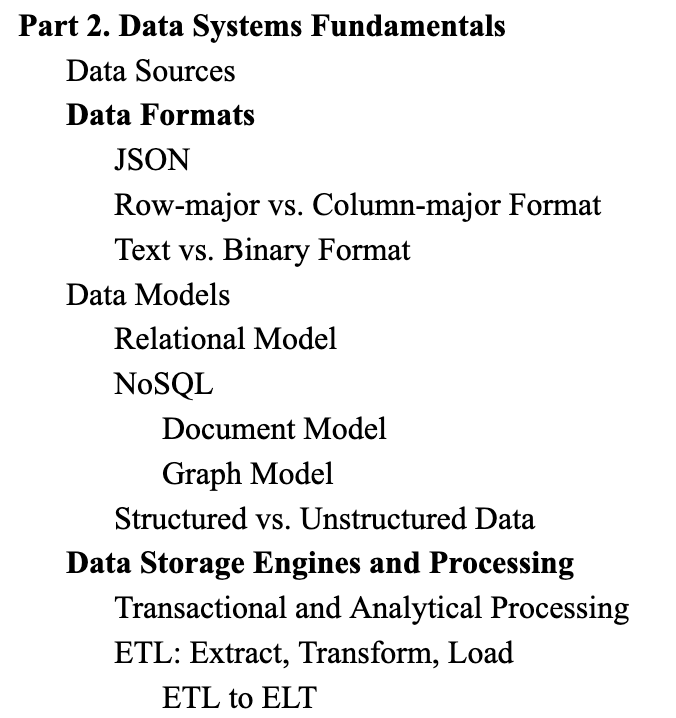 Part 2. Data Systems Fundamentals
Data Sources
Data Formats
JSON
Row-major vs. Column-major Format
Text vs. Binary Format
Data Models
Relational Model
NoSQL
Document Model
Graph Model
Structured vs. Unstructured Data
Data Storage Engines and Processing
Transactional and Analytical Processing
ETL: Extract, Transform, Load
ETL to ELT